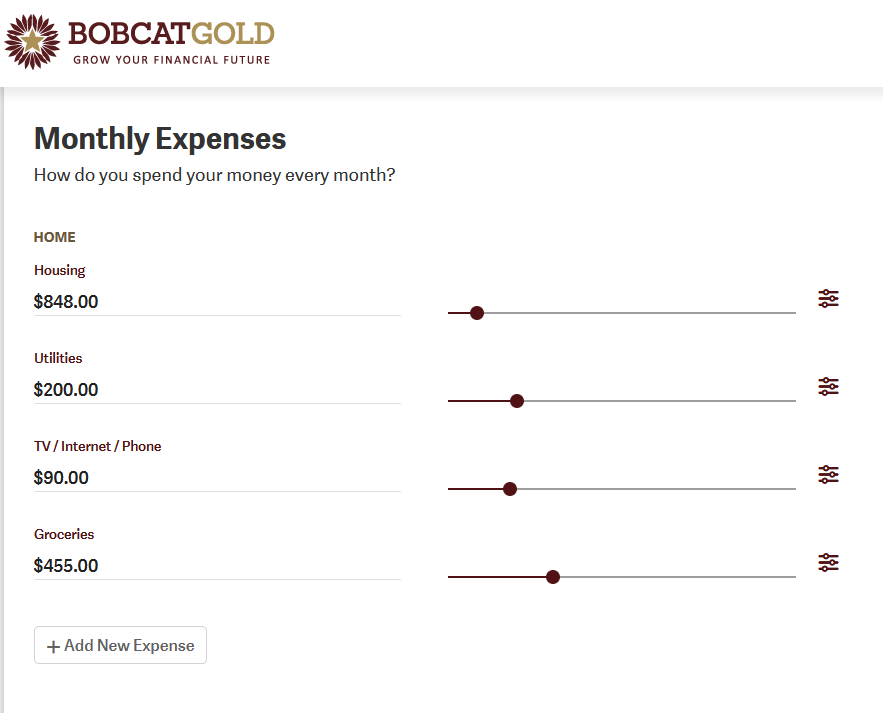 BOBCATGOLD
GROW YOUR FINANCIAL FUTURE
Monthly Expenses
How do you spend your money every month?
HOME
Housing
$848.00
Utilities
$200.00
TV / Internet / Phone
$90.00
Groceries
$455.00
+ Add New Expense